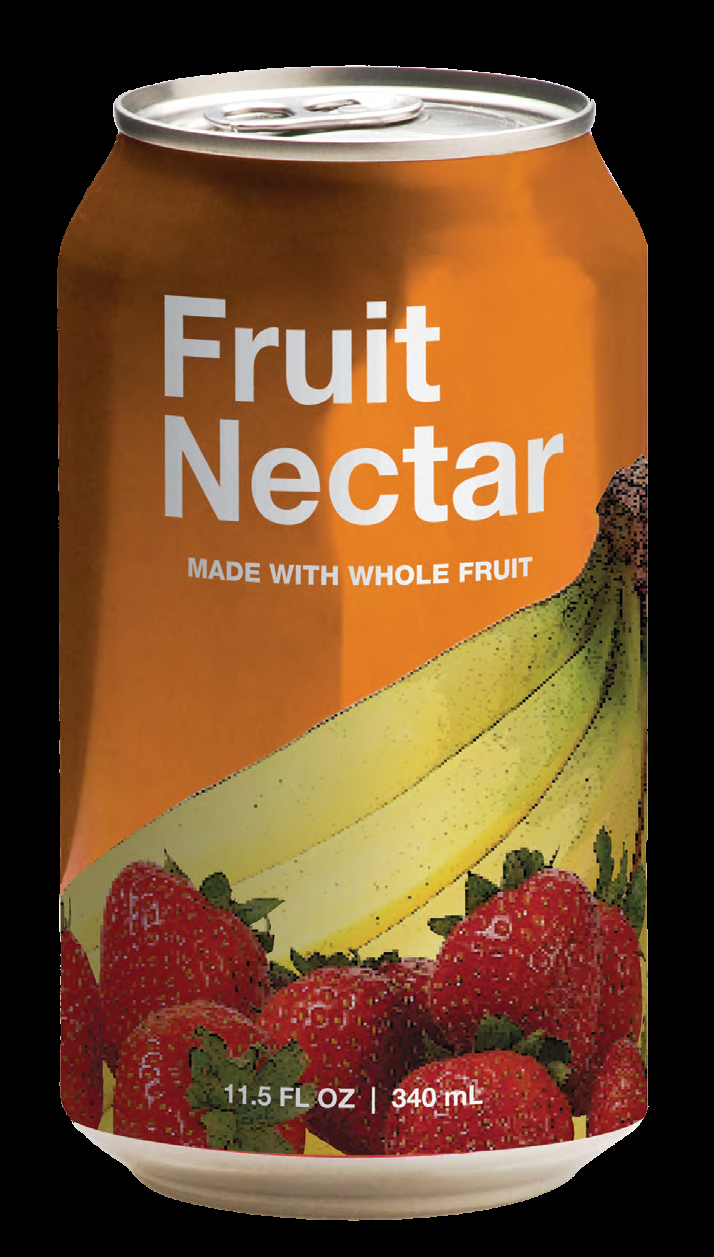 Fruit
Nectar
MADE WITH WHOLE FRUIT
11.5 FL OZ | 340 mL